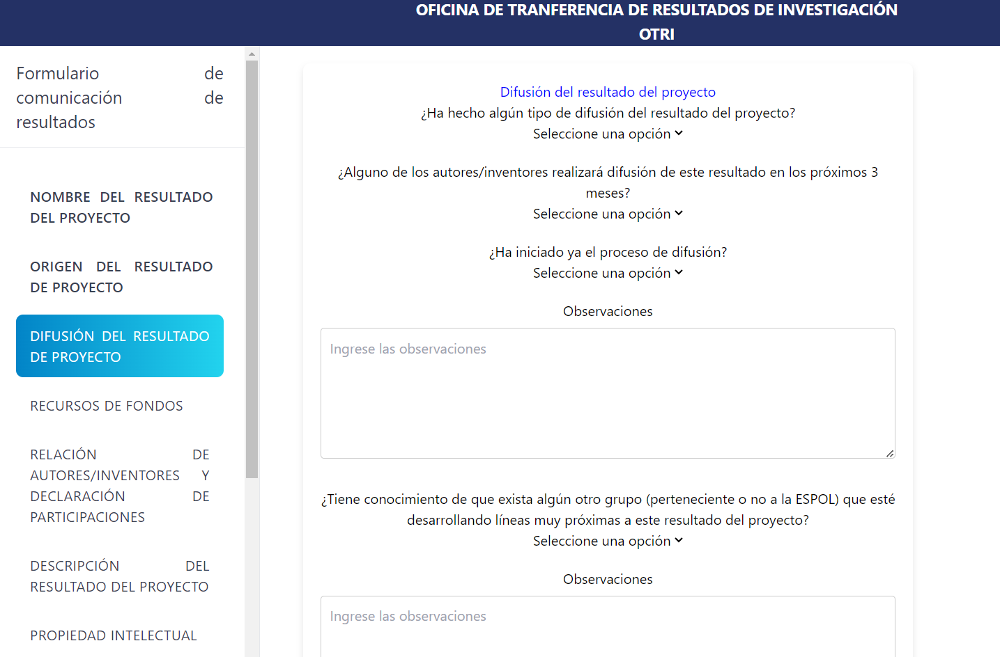 OFICINA DE TRANFERENCIA DE RESULTADOS DE INVESTIGACIÓN
OTRI
Formulario de
comunicación de
resultados
NOMBRE DEL RESULTADO
DEL PROYECTO
ORIGEN DEL RESULTADO
DE PROYECTO
DIFUSIÓN DEL RESULTADO
DE PROYECTO
RECURSOS DE FONDOS
RELACIÓN DE
AUTORES/INVENTORES Y
DECLARACIÓN DE
PARTICIPACIONES
DESCRIPCIÓN DEL
RESULTADO DEL PROYECTO
PROPIEDAD INTELECTUAL
Difusión del resultado del proyecto
¿Ha hecho algún tipo de difusión del resultado del proyecto?
Seleccione una opción
¿Alguno de los autores/inventores realizará difusión de este resultado en los próximos 3
meses?
Seleccione una opción
¿Ha iniciado ya el proceso de difusión?
Seleccione una opción
Observaciones
Ingrese las observaciones
¿Tiene conocimiento de que exista algún otro grupo (perteneciente o no a la ESPOL) que esté
desarrollando líneas muy próximas a este resultado del proyecto?
Seleccione una opción
Observaciones
Ingrese las observaciones